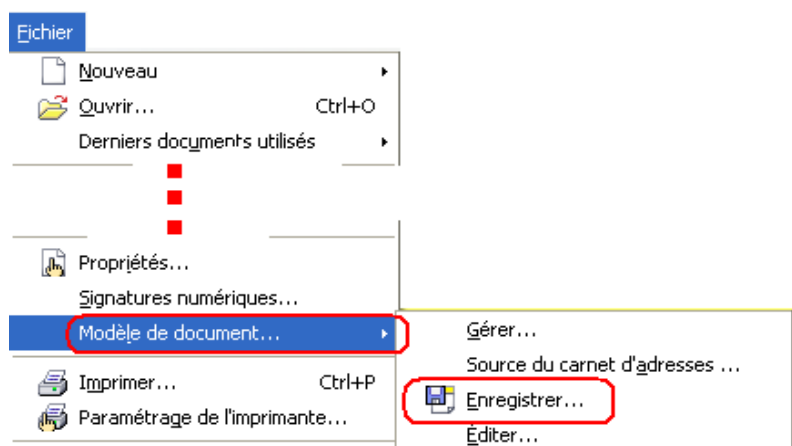 Fichier
Nouveau
Ouvrir... Ctrl+O
Derniers documents utilisés
Propriétés...
Signatures numériques...
Modèle de document...
Imprimer... Ctrl+P
Paramétrage de l'imprimante...
Gérer...
Source du carnet d'adresses ...
Enregistrer...
Éditer...